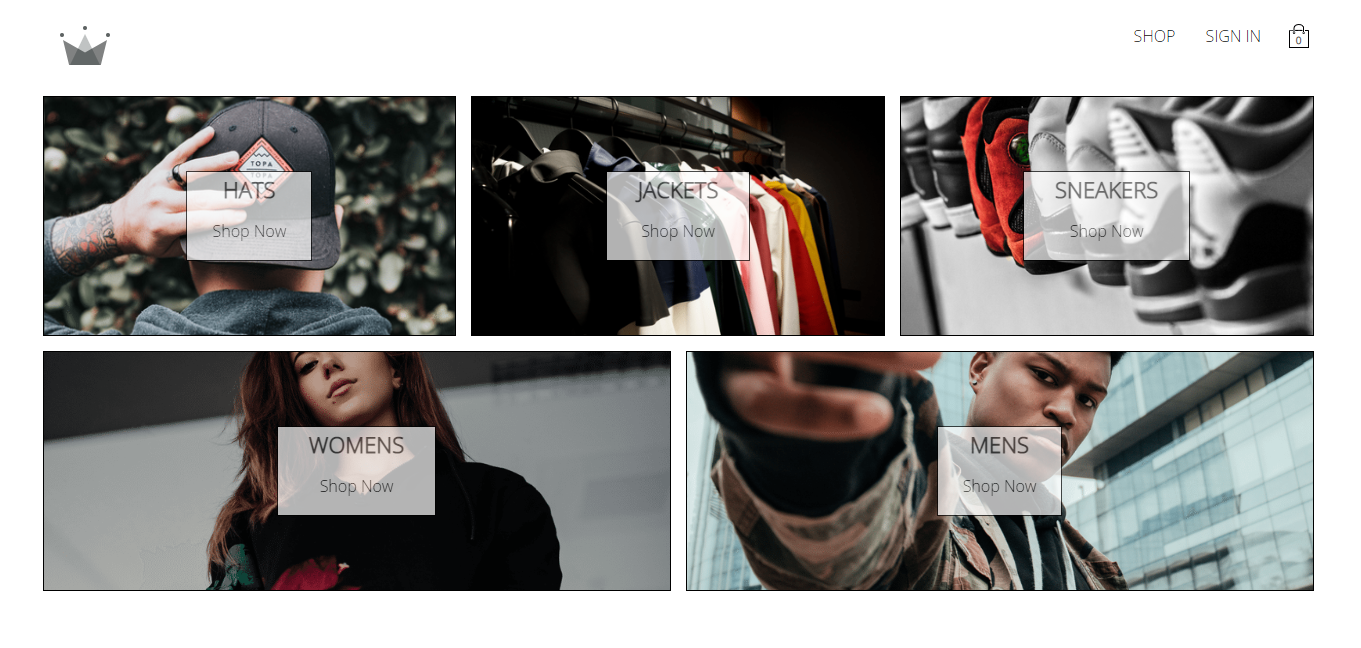 SHOP SIGN IN 0
TOPA
TOPA
HATS
Shop Now
JACKETS
Shop Now
SNEAKERS
Shop Now
WOMENS
Shop Now
MENS
Shop Now